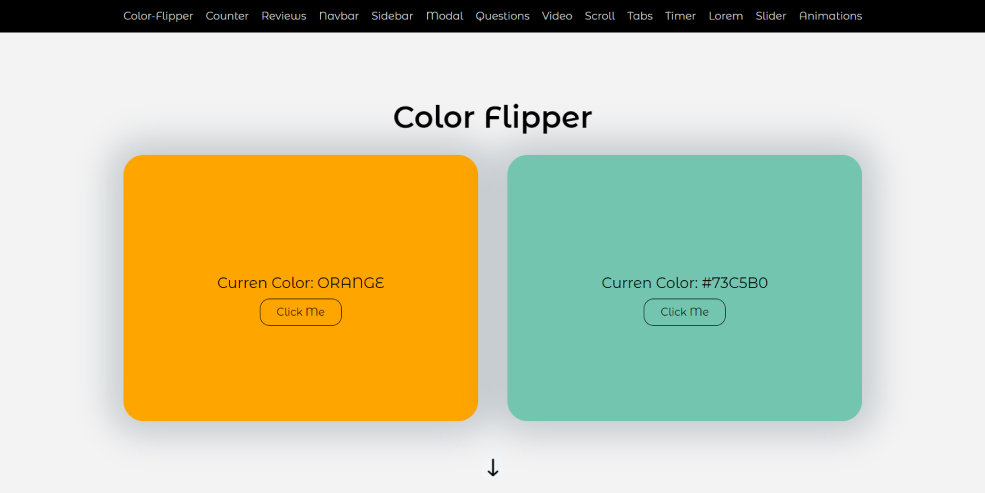 Color-Flipper Counter Reviews Navbar Sidebar Modal Questions Video Scroll Tabs Timer Lorem Slider Animations
Color Flipper
Curren Color: ORANGE
Click Me
Curren Color: #73C5B0
Click Me